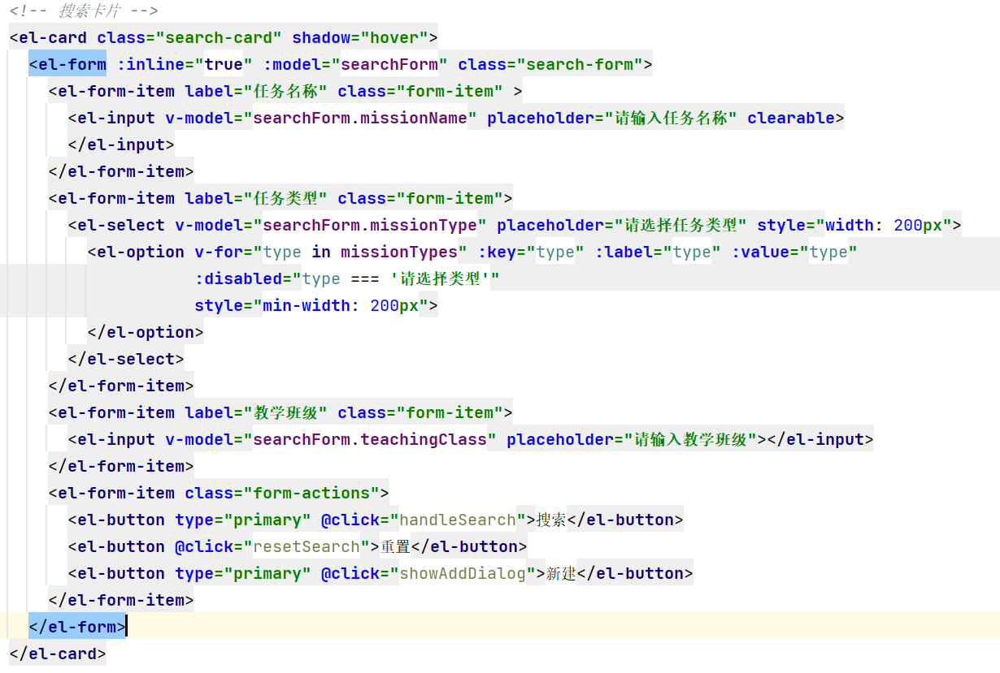 <!-- 搜索卡片 -->
<el-card class="search-card" shadow="hover">
<el-form :inline="true" :model="searchForm" class="search-form">
<el-form-item label="任务名称" class="form-item" >
<el-input v-model="searchForm.missionName" placeholder="请输入任务名称" clearable>
</el-input>
</el-form-item>
<el-form-item label="任务类型" class="form-item">
<el-select v-model="searchForm.missionType" placeholder="请选择任务类型" style="width: 200px">
<el-option v-for="type in missionTypes" :key="type" :label="type" :value="type"
:disabled="type === '请选择类型'"
style="min-width: 200px">
</el-option>
</el-select>
</el-form-item>
<el-form-item label="教学班级" class="form-item">
<el-input v-model="searchForm.teachingClass" placeholder="请输入教学班级"></el-input>
</el-form-item>
<el-form-item class="form-actions">
<el-button type="primary" @click="handleSearch">搜索</el-button>
<el-button @click="resetSearch">重置</el-button>
<el-button type="primary" @click="showAddDialog">新建</el-button>
</el-form-item>
</el-form>
</el-card>